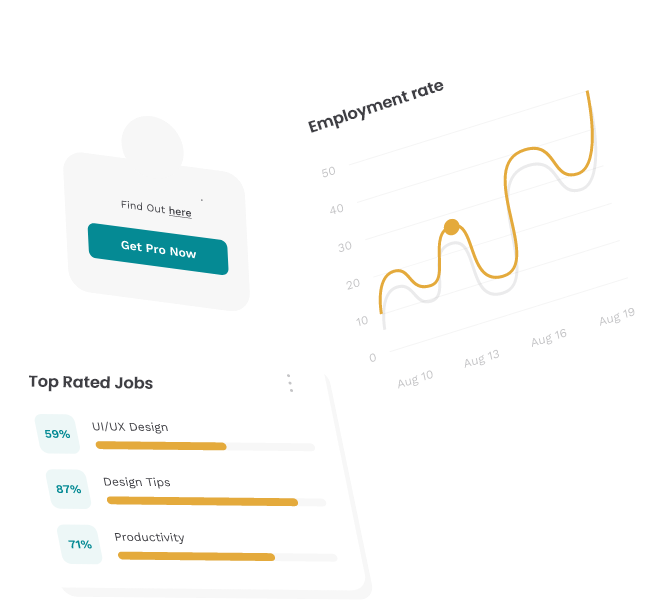 Employment rate
50
40
30
20
10
0
Aug 10
Aug 13
Aug 16
Aug 19
Find Out here
Get Pro Now
Top Rated Jobs
59%
UI/UX Design
87%
Design Tips
71%
Productivity